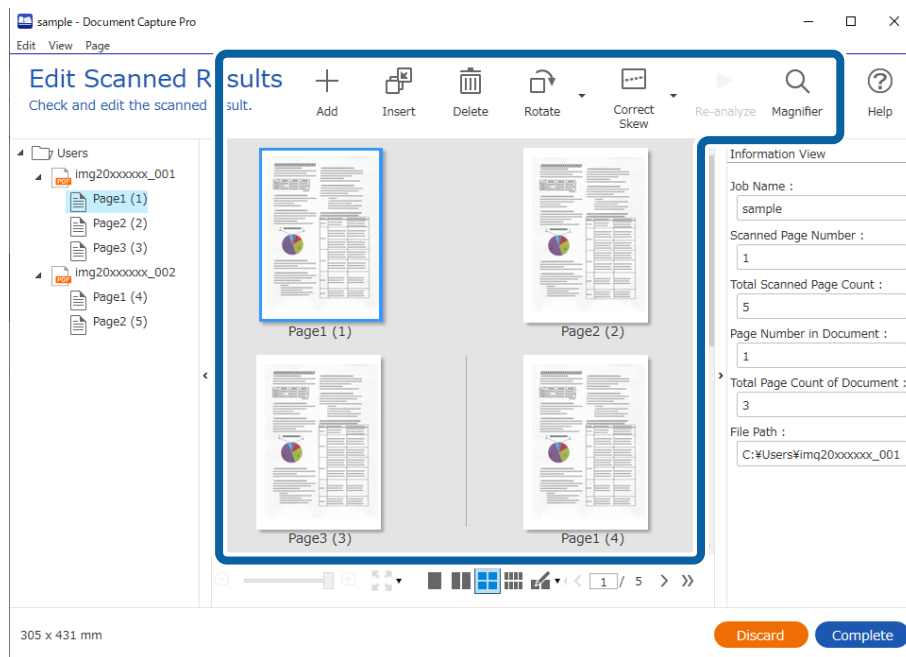 sample - Document Capture Pro
Edit View Page
Edit Scanned R sults
Check and edit the scanned sult.
Add
Insert
Delete
Rotate
Correct
Skew
Re-analyze
Magnifier
Help
Users
img20xxxxxx_001
PDF
Page1 (1)
Page2 (2)
Page3 (3)
img20xxxxxx_002
PDF
Page1 (4)
Page2 (5)
Page1 (1)
Page2 (2)
Page3 (3)
Page1 (4)
Information View
Job Name :
sample
Scanned Page Number :
1
Total Scanned Page Count :
5
Page Number in Document :
1
Total Page Count of Document :
3
File Path :
C:¥Users¥img20xxxxxx_001
1 / 5
305 x 431 mm
Discard
Complete